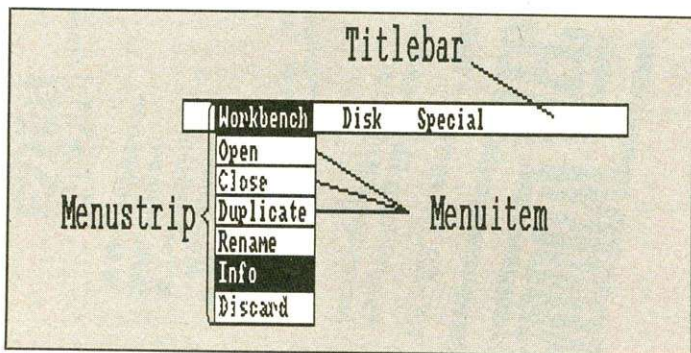 Titlebar
Workbench Disk Special
Open
Close
Menustrip Duplicate Menuitem
Rename
Info
Discard